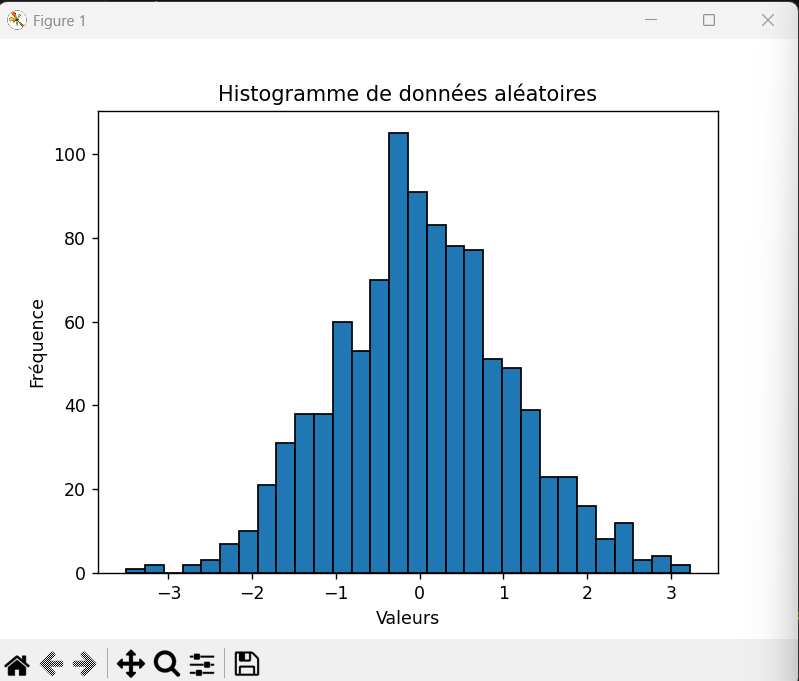 Figure 1
Histogramme de données aléatoires
100
80
60
40
20
0
Fréquence
−3 −2 −1 0 1 2 3
Valeurs